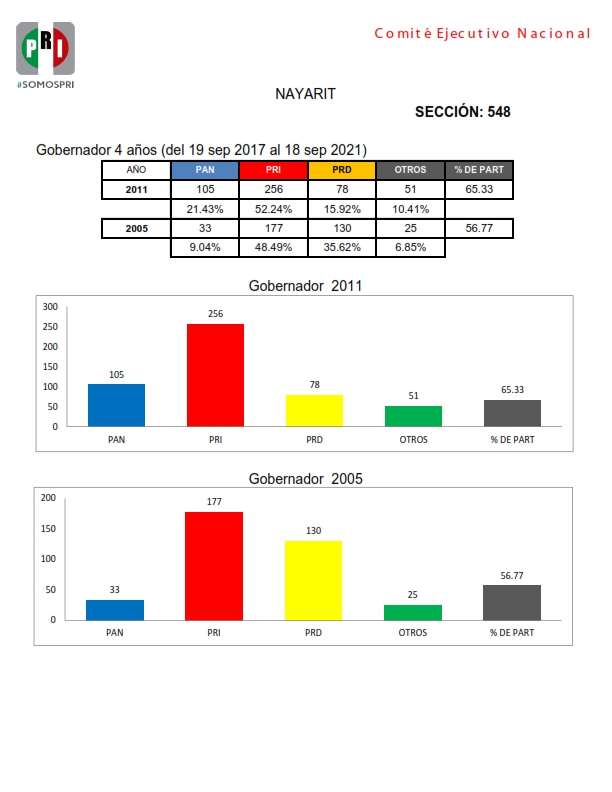 Comité Ejecutivo Nacional
PRI
#SOMOSPRI
NAYARIT
SECCIÓN: 548
Gobernador 4 años (del 19 sep 2017 al 18 sep 2021)
AÑO PAN PRI PRD OTROS % DE PART
2011 105 256 78 51 65.33
21.43% 52.24% 15.92% 10.41%
2005 33 177 130 25 56.77
9.04% 48.49% 35.62% 6.85%
Gobernador 2011
300
250
200
150
100
50
0
105
256
78
51
65.33
PAN PRI PRD OTROS % DE PART
Gobernador 2005
200
150
100
50
0
33
177
130
25
56.77
PAN PRI PRD OTROS % DE PART